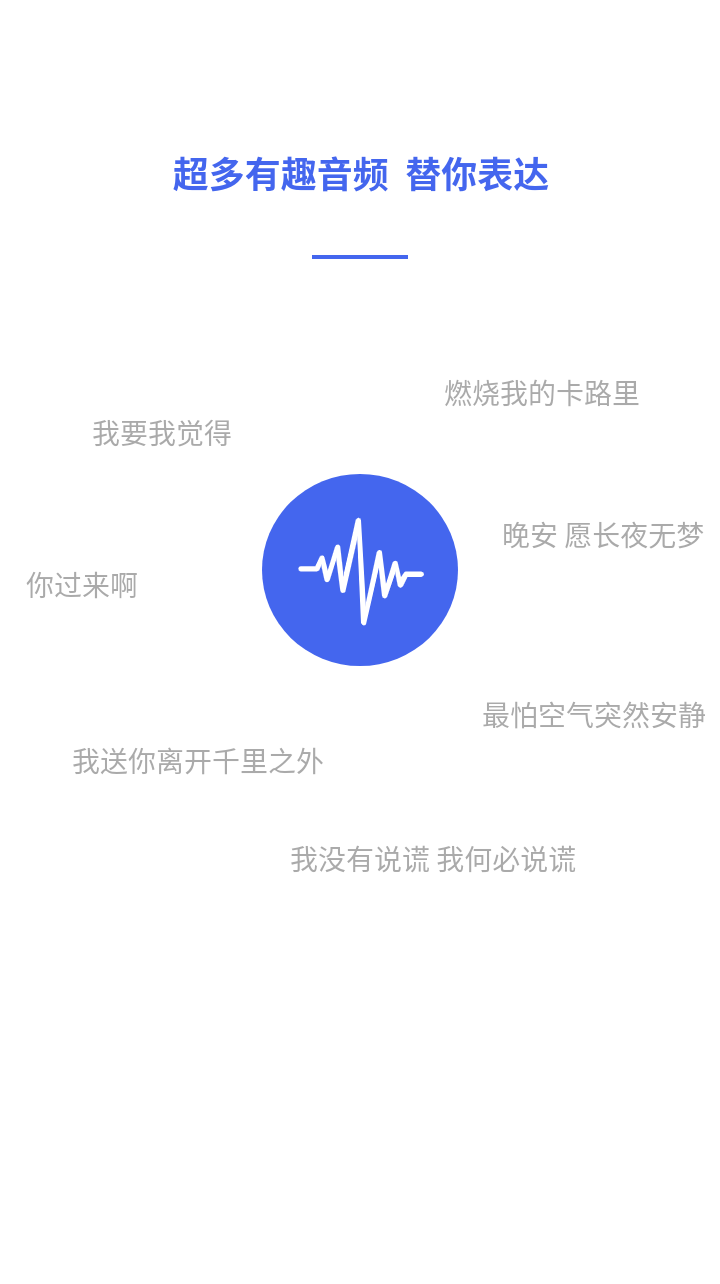 超多有趣音频 替你表达
燃烧我的卡路里
我要我觉得
晚安 愿长夜无梦
你过来啊
最怕空气突然安静
我送你离开千里之外
我没有说谎 我何必说谎